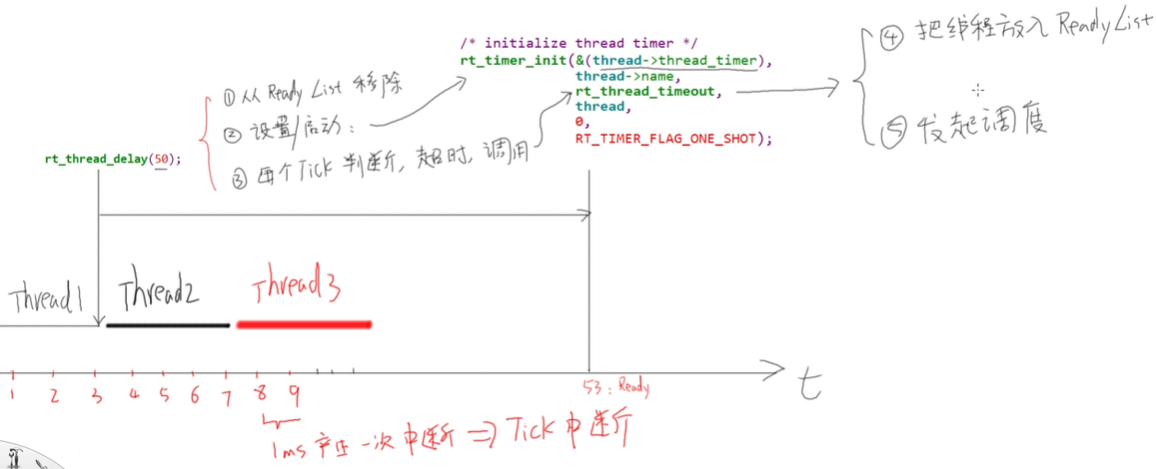 /* initialize thread timer */
rt_timer_init(&(thread->thread_timer),
thread->name,
rt_thread_timeout,
thread,
0,
RT_TIMER_FLAG_ONE_SHOT);
④ 把线程放入 ReadyList
⑤ 发起调度
① 从 Ready List 移除
② 设置/启动:
③ 每个Tick 判断, 超时, 调用
rt_thread_delay(50);
Thread1
Thread2
Thread3
1 2 3 4 5 6 7 8 9
53: Ready
t
1ms 产生一次中断 => Tick 中断